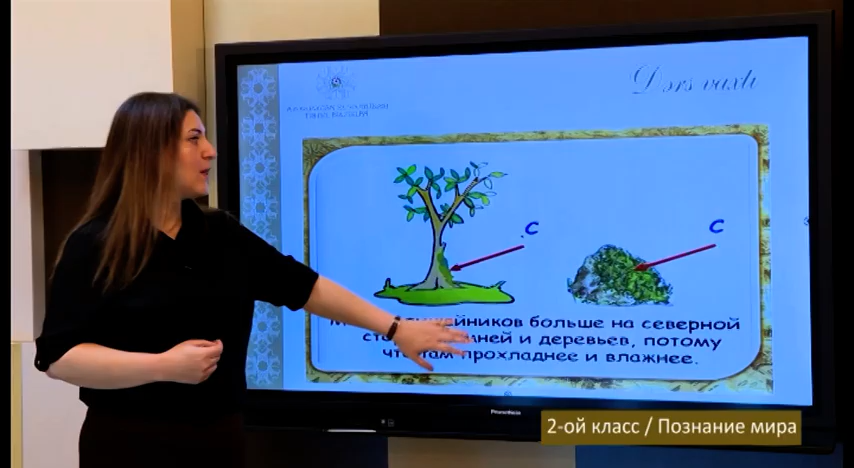 Dərs vaxtı
С
С
больше на северной
и деревьев, потому
прохладнее и влажнее.
2-ой класс / Познание мира